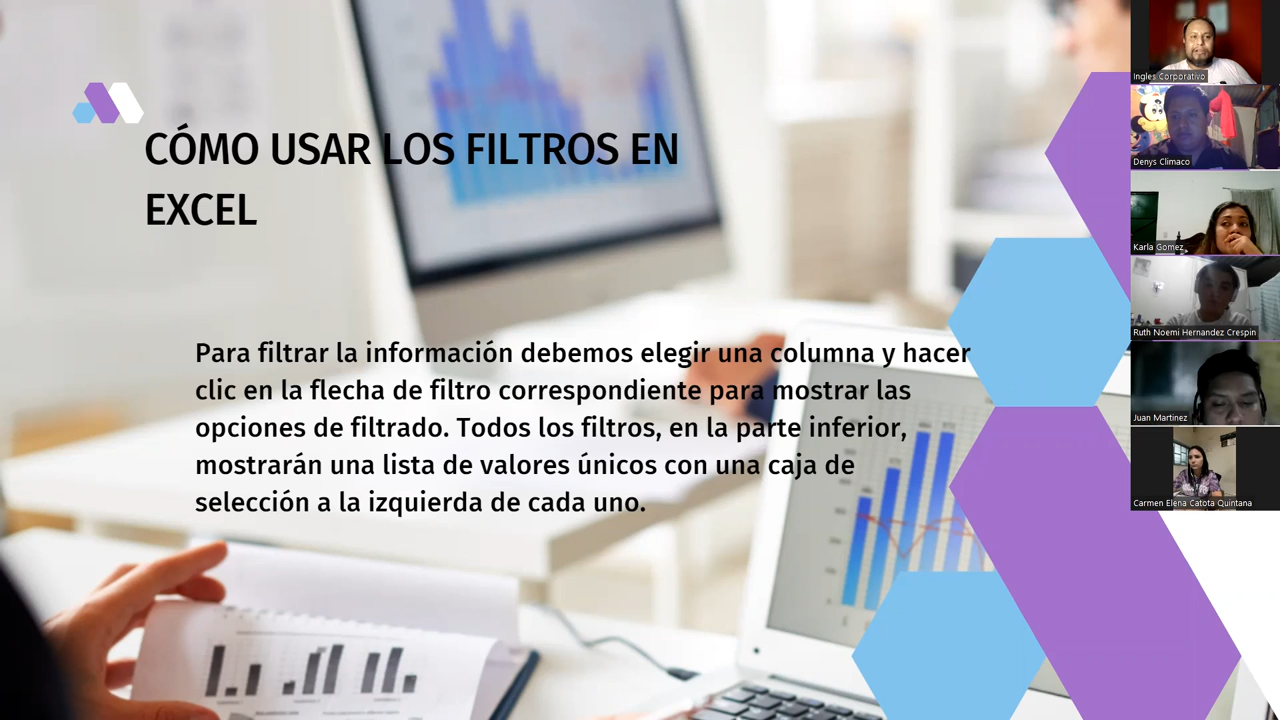 CÓMO USAR LOS FILTROS EN
EXCEL
Para filtrar la información debemos elegir una columna y hacer
clic en la flecha de filtro correspondiente para mostrar las
opciones de filtrado. Todos los filtros, en la parte inferior,
mostrarán una lista de valores únicos con una caja de
selección a la izquierda de cada uno.
Ingles Corporativo
Denys Climaco
Karla Gomez
Ruth Noemi Hernandez Crespin
Juan Martinez
Carmen Elena Catota Quintana